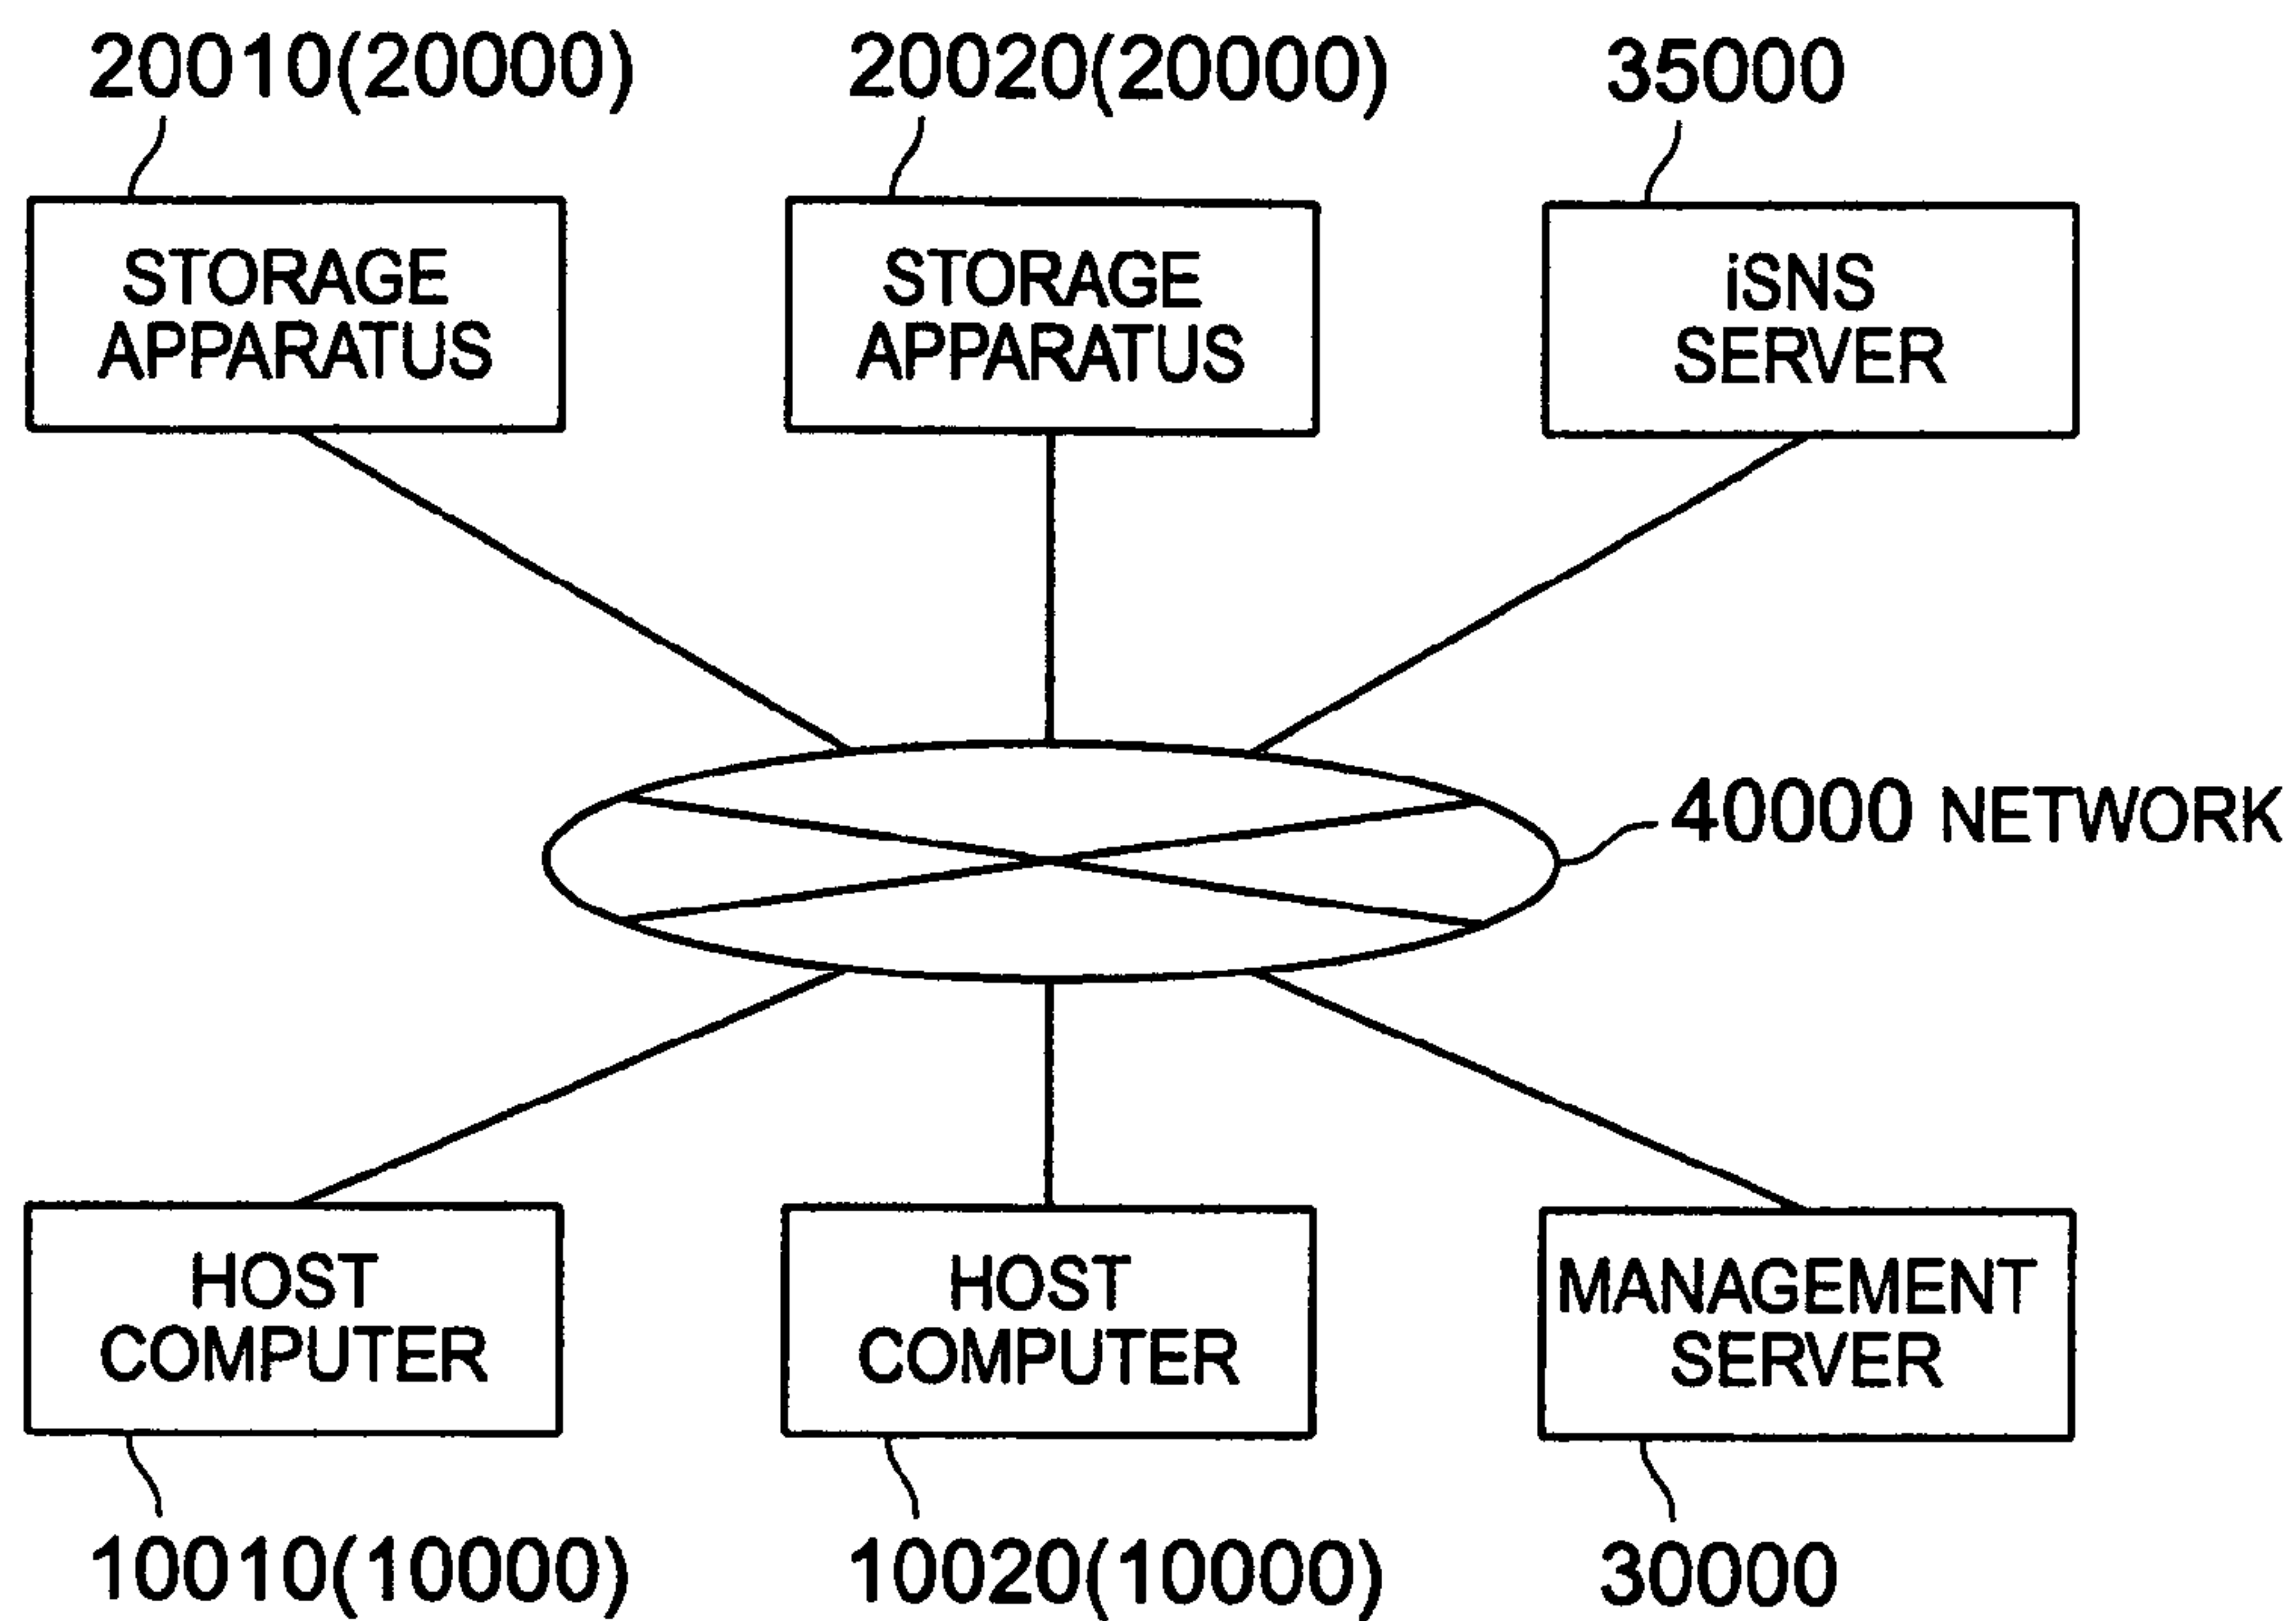 20010(20000)
20020(20000)
35000
STORAGE
APPARATUS
STORAGE
APPARATUS
iSNS
SERVER
40000 NETWORK
HOST
COMPUTER
HOST
COMPUTER
MANAGEMENT
SERVER
10010(10000)
10020(10000)
30000